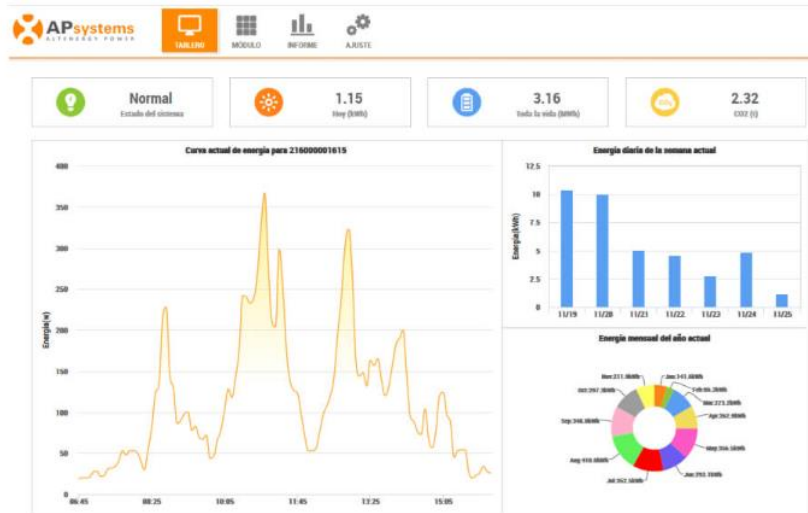 APsystems
ALTENERGY POWER
TABLERO
MÓDULO
INFORME
AJUSTE
Normal
Estado del sistema
1.15
Hoy (kWh)
3.16
Toda la vida (MWh)
2.32
CO2 (t)
Curva actual de energía para 216000001615
400
350
300
250
200
150
100
50
0
Energía(w)
06:45
08:25
10:05
11:45
13:25
15:05
Energía diaria de la semana actual
12.5
10
7.5
5
2.5
0
Energía(kWh)
11/19
11/20
11/21
11/22
11/23
11/24
11/25
Energía mensual del año actual